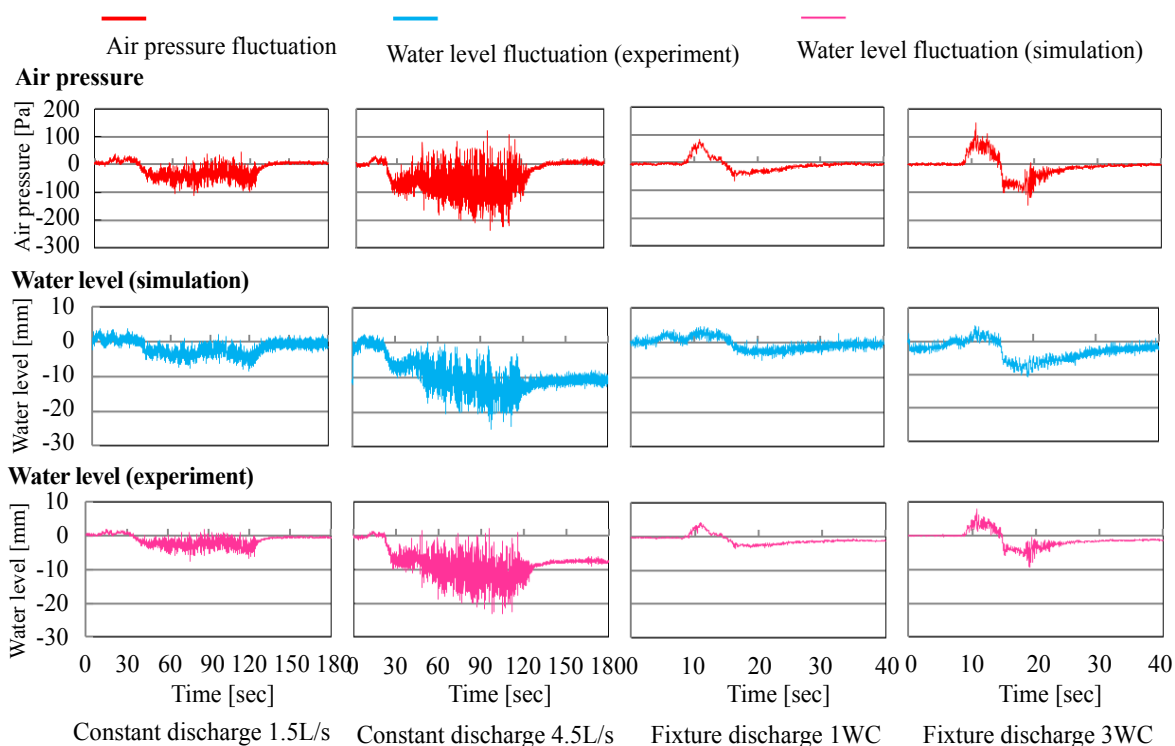 Air pressure fluctuation
Water level fluctuation (experiment)
Water level fluctuation (simulation)
Air pressure
Air pressure [Pa]
200
100
0
-100
-200
-300
Water level (simulation)
Water level [mm]
10
0
-10
-20
-30
Water level (experiment)
Water level [mm]
10
0
-10
-20
-30
0 30 60 90 120 150 180
0 30 60 90 120 150 180
0 10 20 30 40
0 10 20 30 40
Time [sec] Time [sec] Time [sec] Time [sec]
Constant discharge 1.5L/s Constant discharge 4.5L/s Fixture discharge 1WC Fixture discharge 3WC